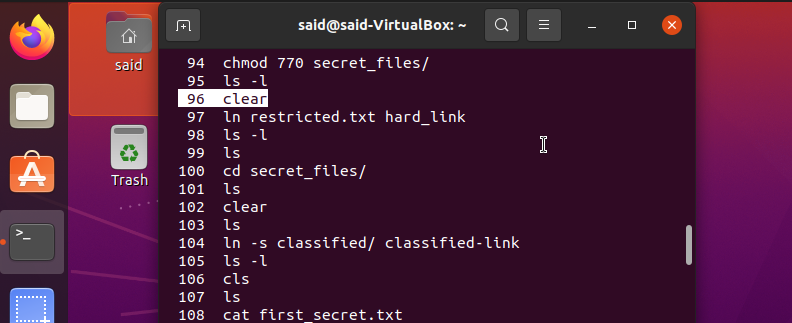 said@said-VirtualBox: ~
said
Trash
94 chmod 770 secret_files/
95 ls -l
96 clear
97 ln restricted.txt hard_link
98 ls -l
99 ls
100 cd secret_files/
101 ls
102 clear
103 ls
104 ln -s classified/ classified-link
105 ls -l
106 cls
107 ls
108 cat first_secret.txt
>_